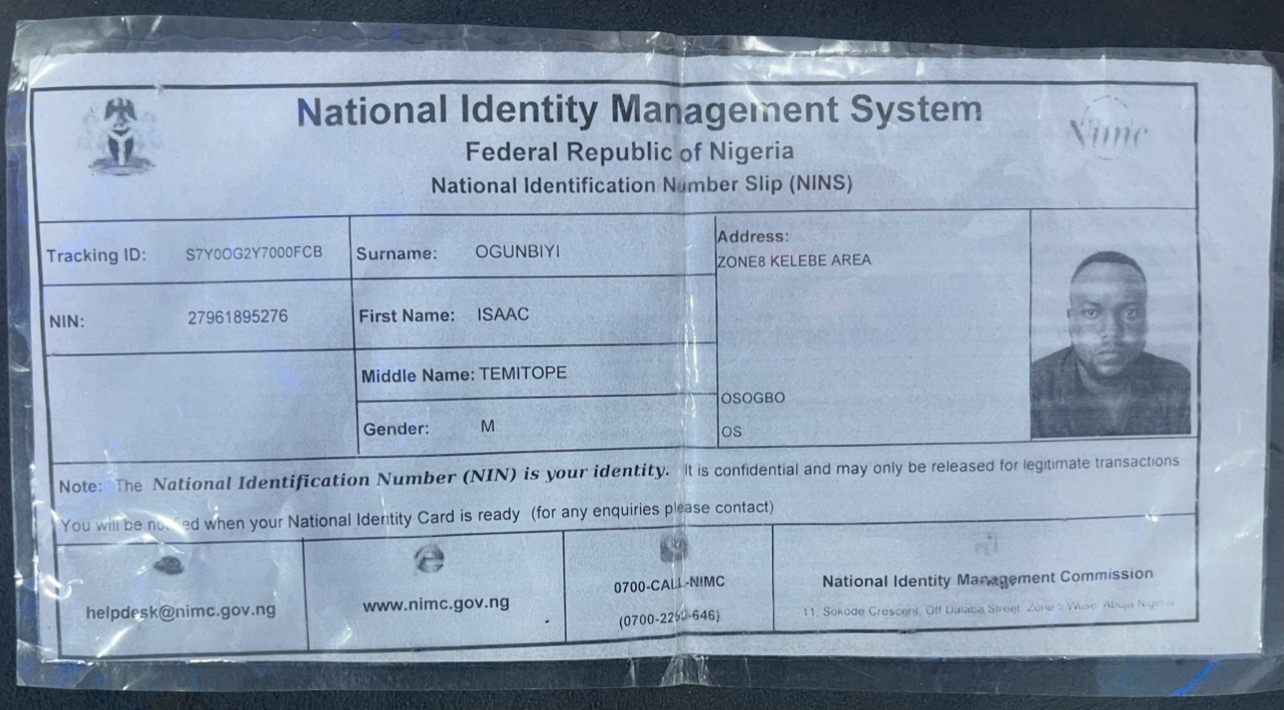 National Identity Management System
Federal Republic of Nigeria
National Identification Number Slip (NINS)
nimc
Tracking ID: S7Y0OG2Y7000FCB
Surname: OGUNBIYI
Address:
ZONE8 KELEBE AREA
NIN: 27961895276
First Name: ISAAC
Middle Name: TEMITOPE
OSOGBO
Gender: M
OS
Note: The National Identification Number (NIN) is your identity. It is confidential and may only be released for legitimate transactions
You will be when your National Identity Card is ready (for any enquiries please contact)
helpdesk@nimc.gov.ng
www.nimc.gov.ng
0700-CALL-NIMC
National Identity Management Commission
11, Sokode Crescent, Off Dalaba Street, Zone 5 Wuse, Abuja Nigeria